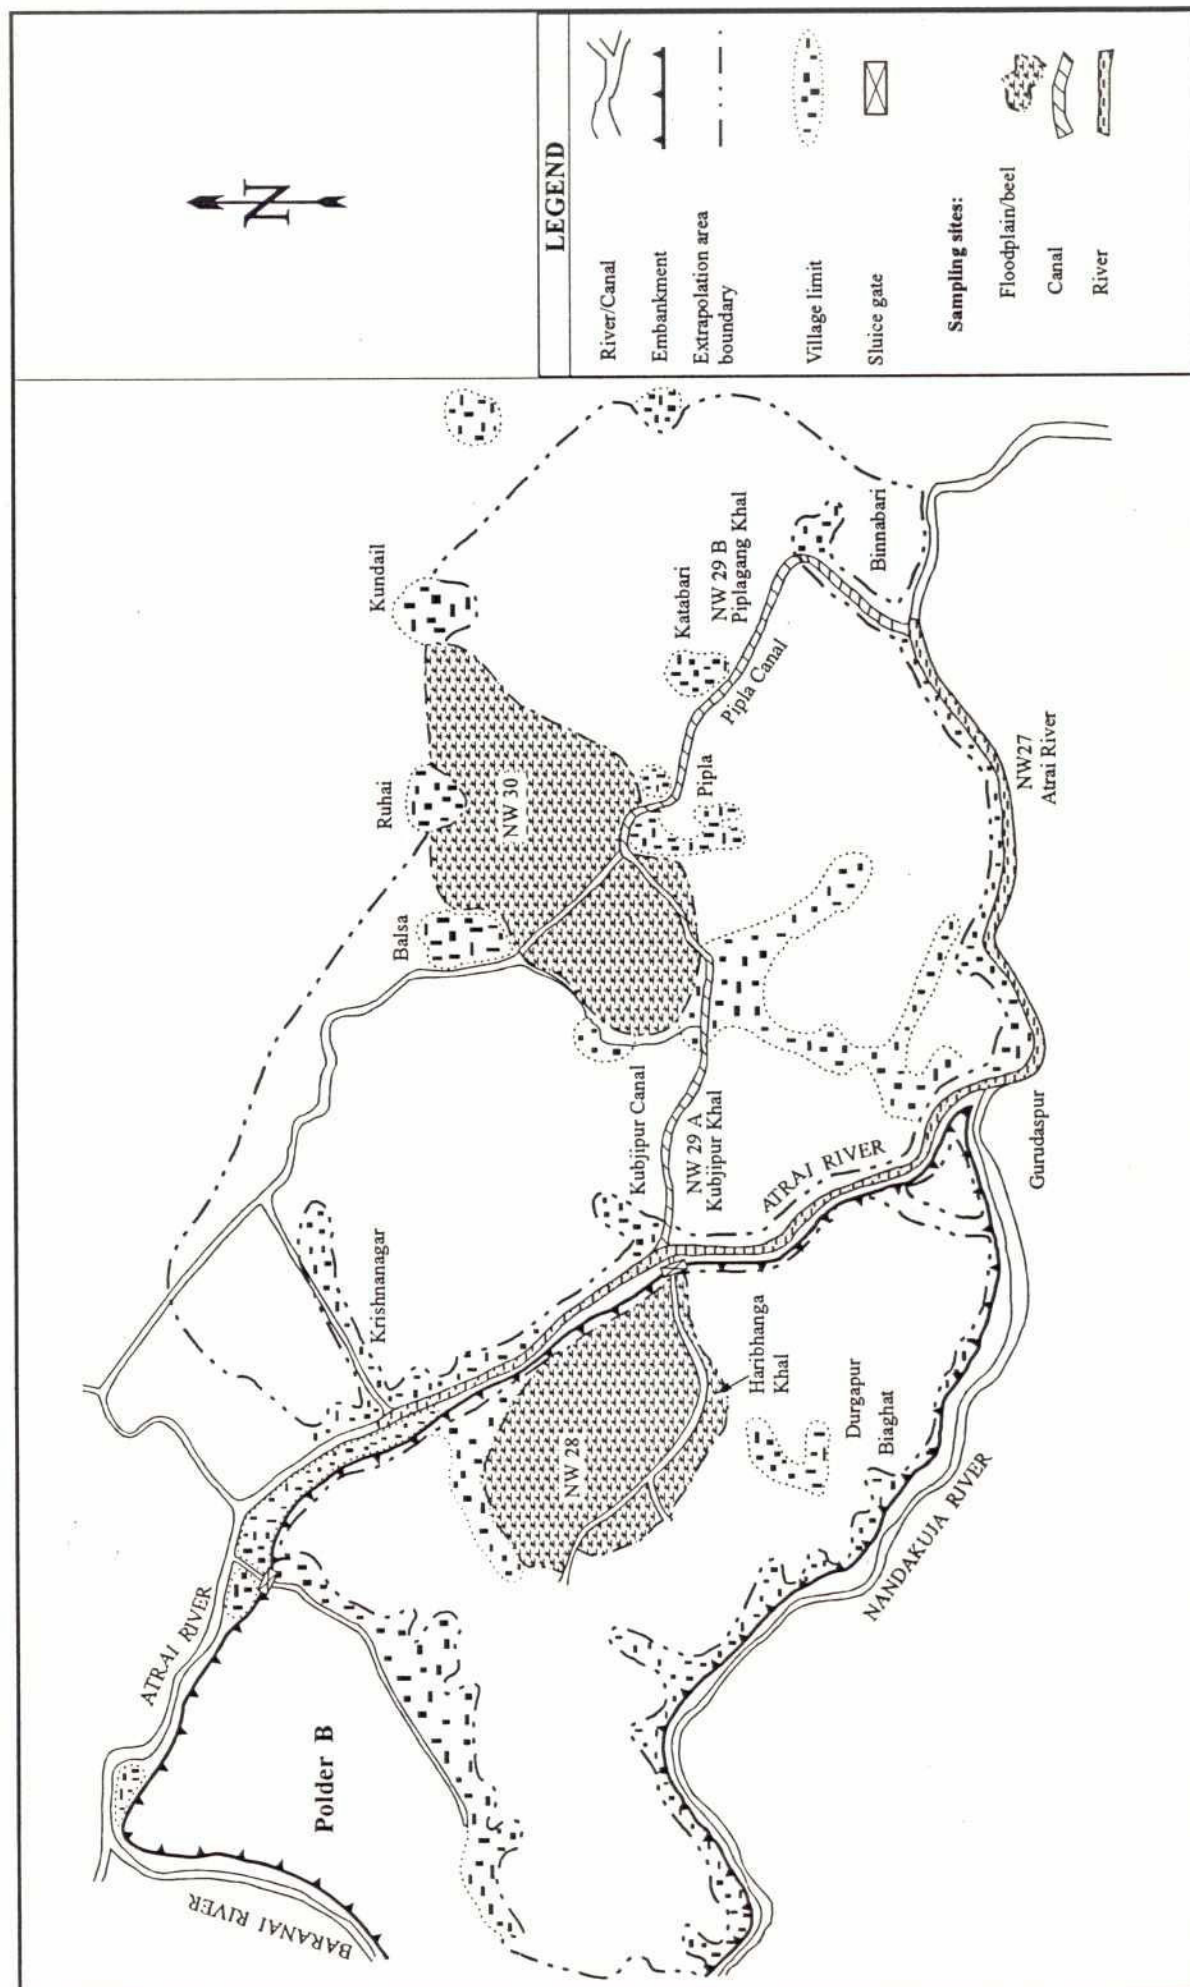 N
LEGEND
River/Canal
Embankment
Extrapolation area
boundary
Village limit
Sluice gate
Sampling sites:
Floodplain/beel
Canal
River
BARANAI RIVER
ATRAI RIVER
Polder B
Krishnanagar
Balsa
Ruhai
Kundail
NW 30
NW 28
Haribhanga
Khal
Kubjipur Canal
NW 29 A
Kubjipur Khal
Pipla
Pipla Canal
Katabari
NW 29 B
Piplagang Khal
Binnabari
Durgapur
Biaghat
ATRAI RIVER
NANDAKUJA RIVER
Gurudaspur
NW27
Atrai River